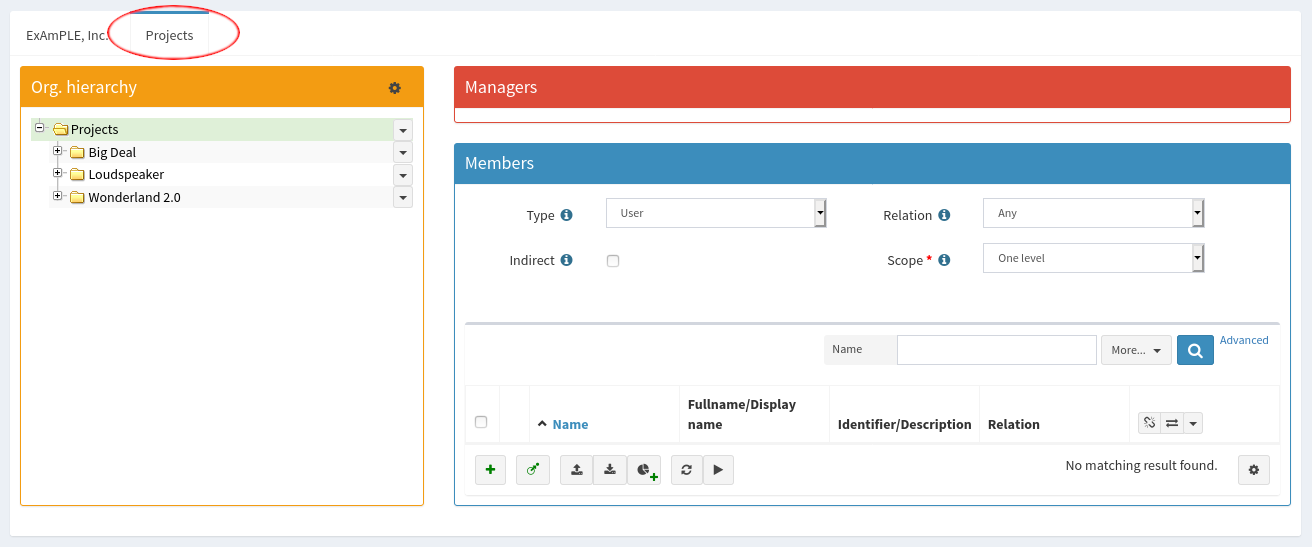 ExAmPLE, Inc.
Projects
Org. hierarchy
Projects
Big Deal
Loudspeaker
Wonderland 2.0
Managers
Members
Type
User
Relation
Any
Indirect
Scope *
One level
Name
More...
Advanced
Name
Fullname/Display
name
Identifier/Description
Relation
No matching result found.